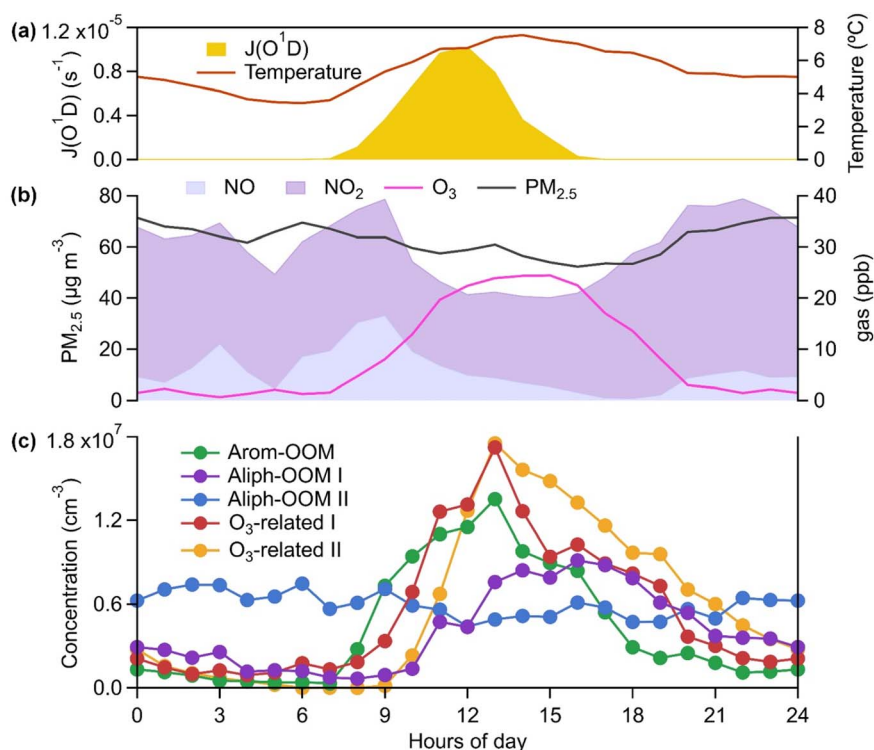 (a)
1.2 x10⁻⁵
0.8
0.4
0.0
J(O¹D) (s⁻¹)
J(O¹D)
Temperature
8
6
4
2
0
Temperature (ºC)
(b)
NO
NO₂
O₃
PM₂.₅
80
60
40
20
0
PM₂.₅ (µg m⁻³)
40
30
20
10
0
gas (ppb)
(c)
1.8 x10⁷
1.2
0.6
0.0
Concentration (cm⁻³)
Arom-OOM
Aliph-OOM I
Aliph-OOM II
O₃-related I
O₃-related II
0 3 6 9 12 15 18 21 24
Hours of day